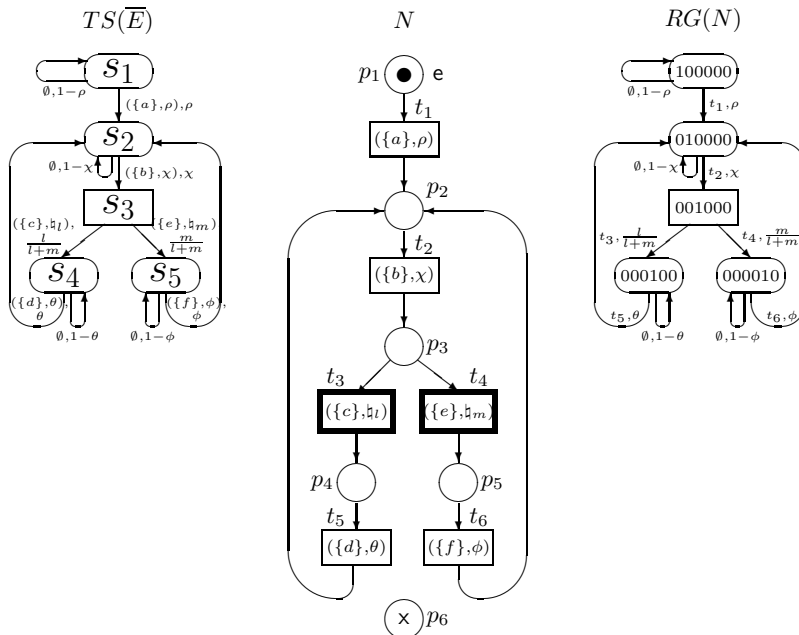 TS(E̅)
s₁
∅,1−ρ
({a},ρ),ρ
s₂
∅,1−χ
({b},χ),χ
s₃
({c},♮ₗ),
l/(l+m)
({e},♮ₘ)
m/(l+m)
s₄
s₅
({d},θ),
θ
({f},φ),
φ
∅,1−θ
∅,1−φ
N
p₁
e
t₁
({a},ρ)
p₂
t₂
({b},χ)
p₃
t₃
t₄
({c},♮ₗ)
({e},♮ₘ)
p₄
p₅
t₅
t₆
({d},θ)
({f},φ)
x
p₆
RG(N)
100000
∅,1−ρ
t₁,ρ
010000
∅,1−χ
t₂,χ
001000
t₃, l/(l+m)
t₄, m/(l+m)
000100
000010
t₅,θ
t₆,φ
∅,1−θ
∅,1−φ